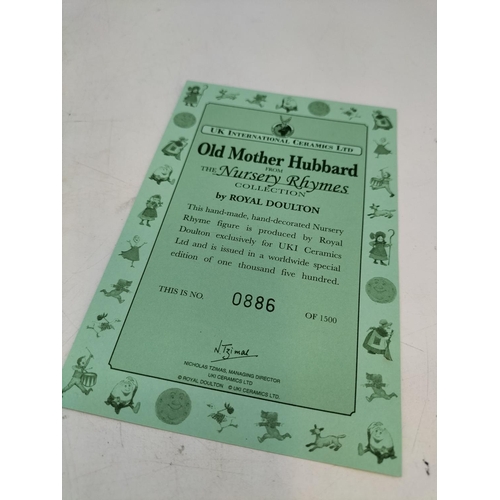 UK INTERNATIONAL CERAMICS LTD
Old Mother Hubbard
FROM
THE Nursery Rhymes
COLLECTION
by ROYAL DOULTON
This hand-made, hand-decorated Nursery
Rhyme figure is produced by Royal
Doulton exclusively for UKI Ceramics
Ltd and is issued in a worldwide special
edition of one thousand five hundred.
THIS IS NO. 0886 OF 1500
N Tzimas
NICHOLAS TZIMAS, MANAGING DIRECTOR
UKI CERAMICS LTD
© ROYAL DOULTON © UKI CERAMICS LTD.